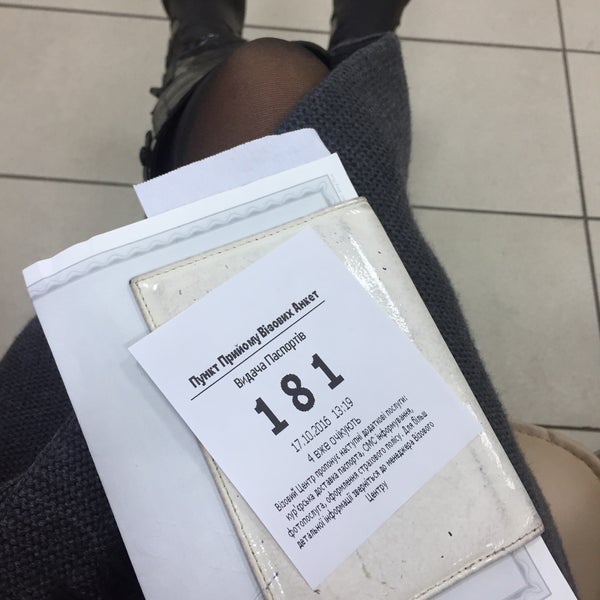 Пункт Прийому Візових Анкет
Видача Паспортів
181
17.10.2016 13:19
4 вже очікують
Візовий Центр пропонує наступні додаткові послуги:
кур'єрська доставка паспорта, СМС інформування,
фотопослуга, оформлення страхового полісу. Для більш
детальної інформації зверніться до менеджера Візового
Центру